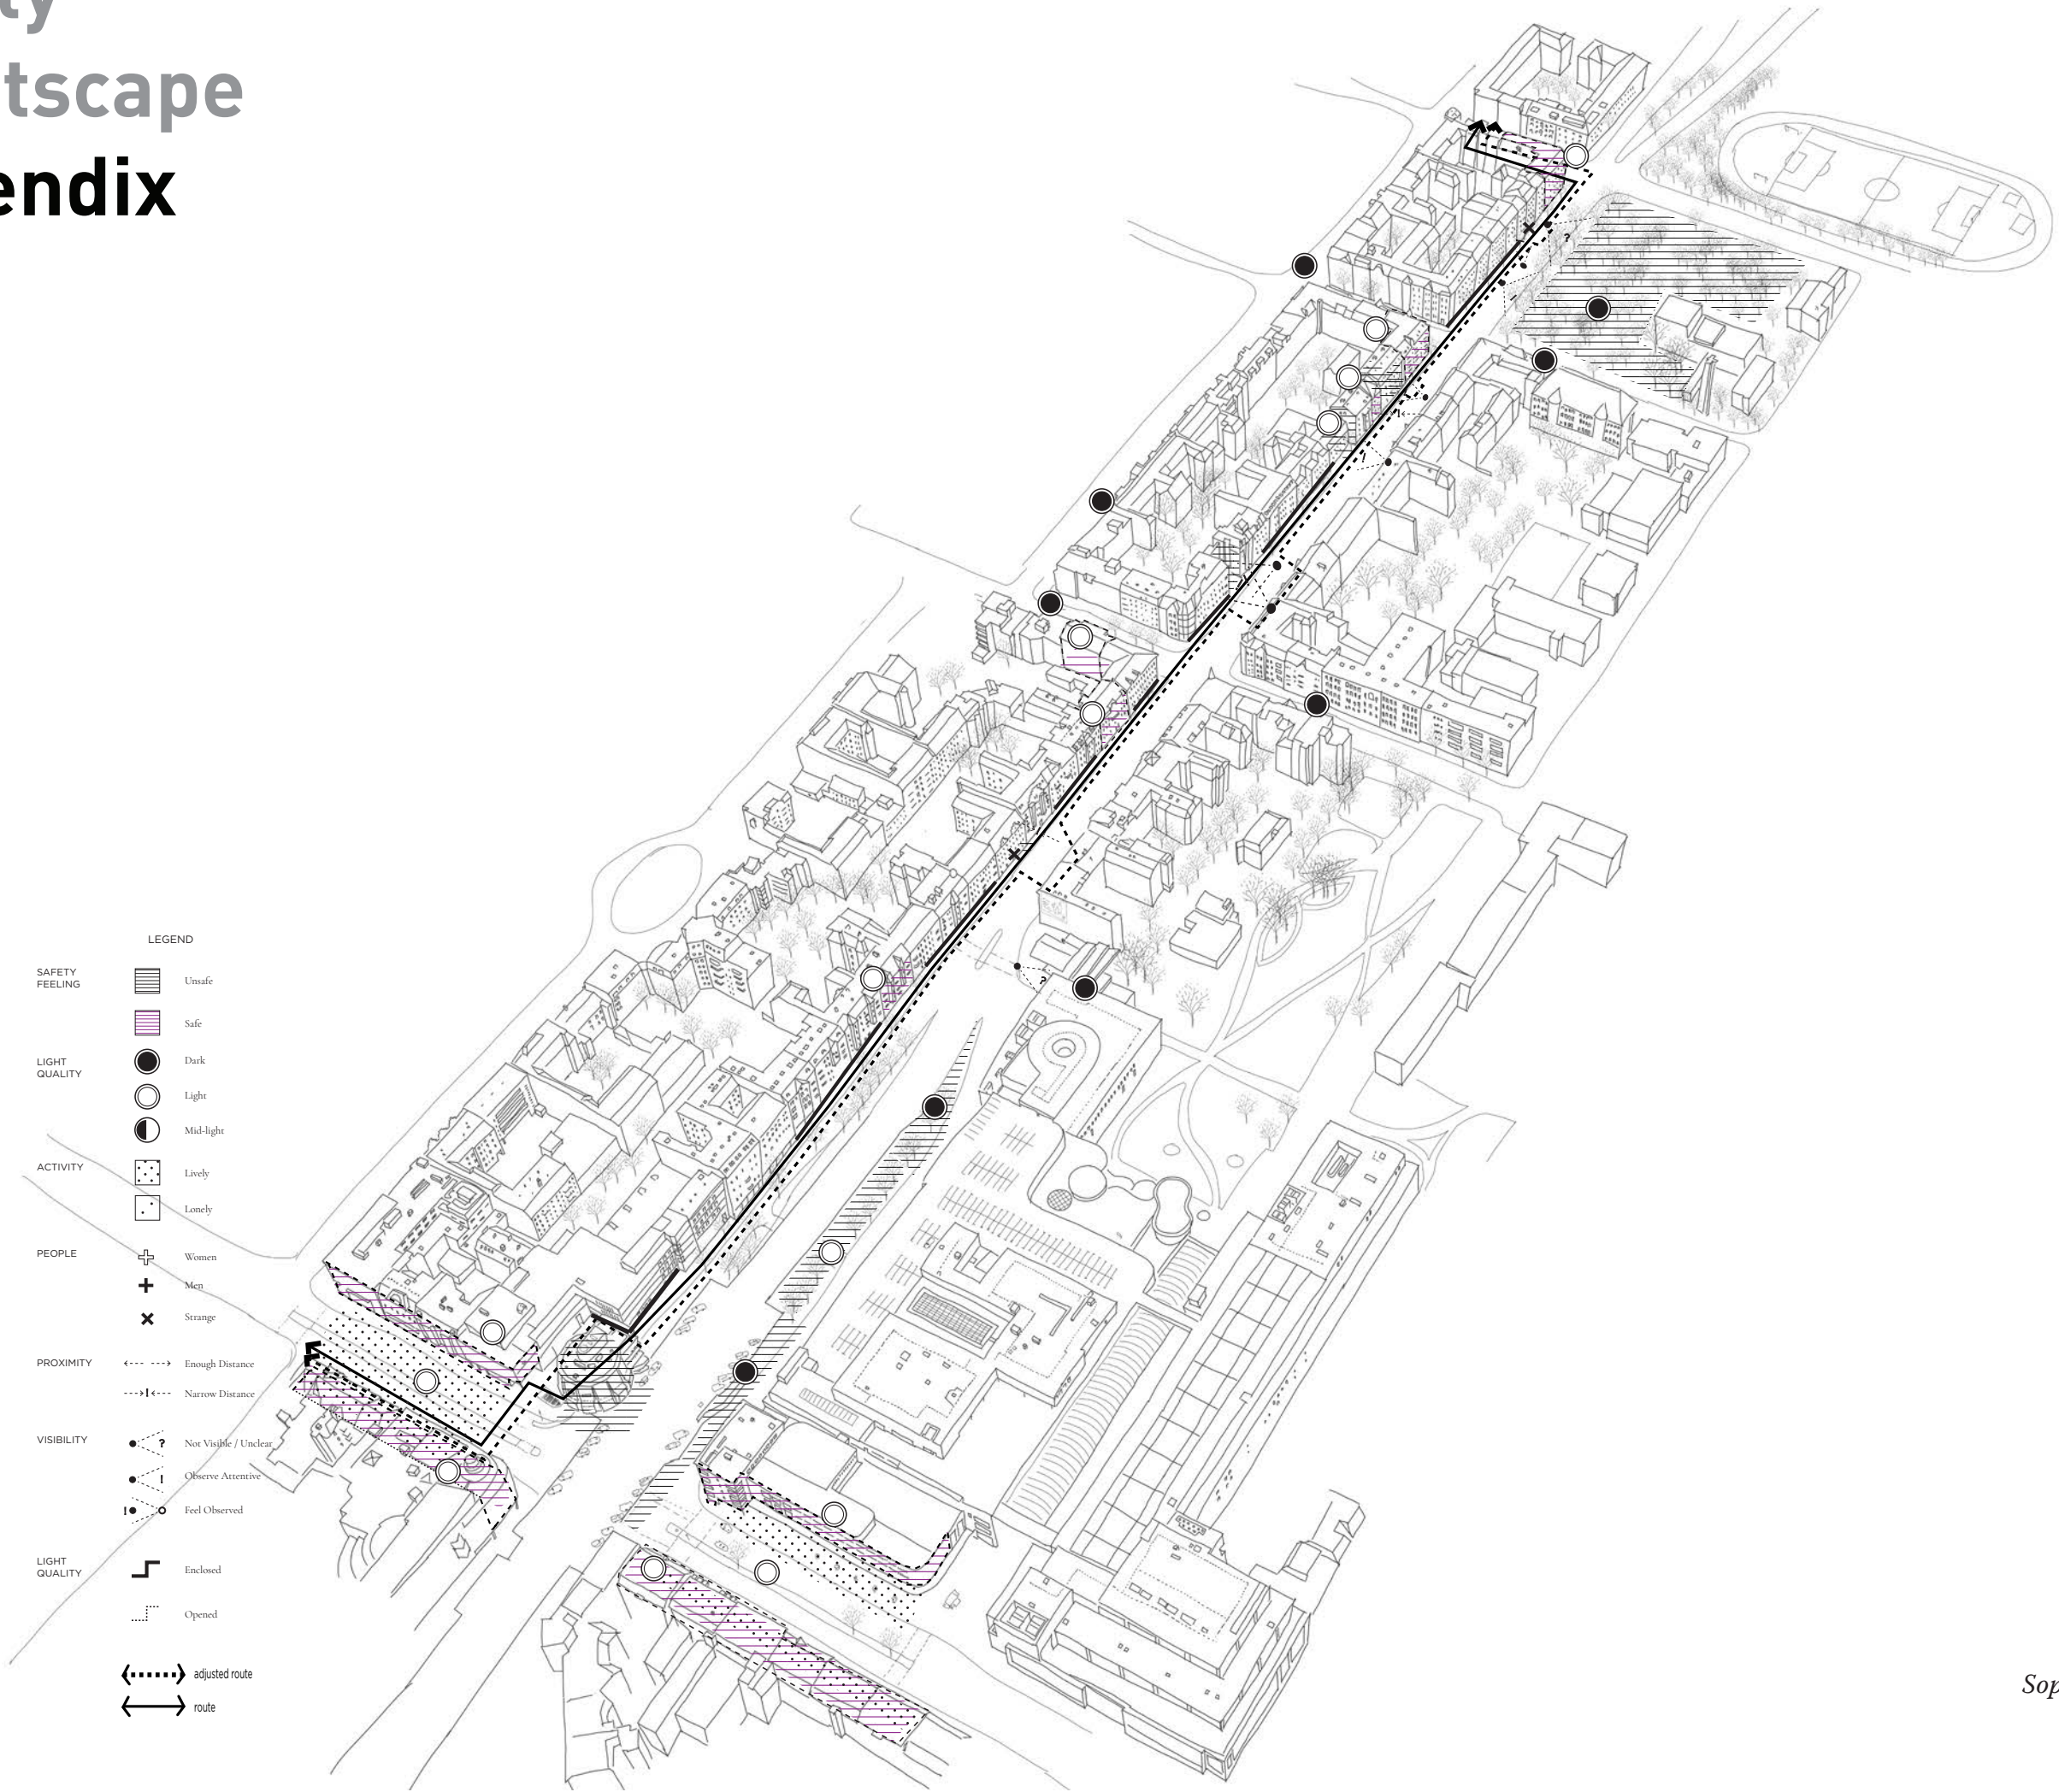 ty
tscape
endix
LEGEND
SAFETY
FEELING
Unsafe
Safe
LIGHT
QUALITY
Dark
Light
Mid-light
ACTIVITY
Lively
Lonely
PEOPLE
Women
Men
Strange
PROXIMITY
Enough Distance
Narrow Distance
VISIBILITY
Not Visible / Unclear
Observe Attentive
Feel Observed
LIGHT
QUALITY
Enclosed
Opened
adjusted route
route
Sop